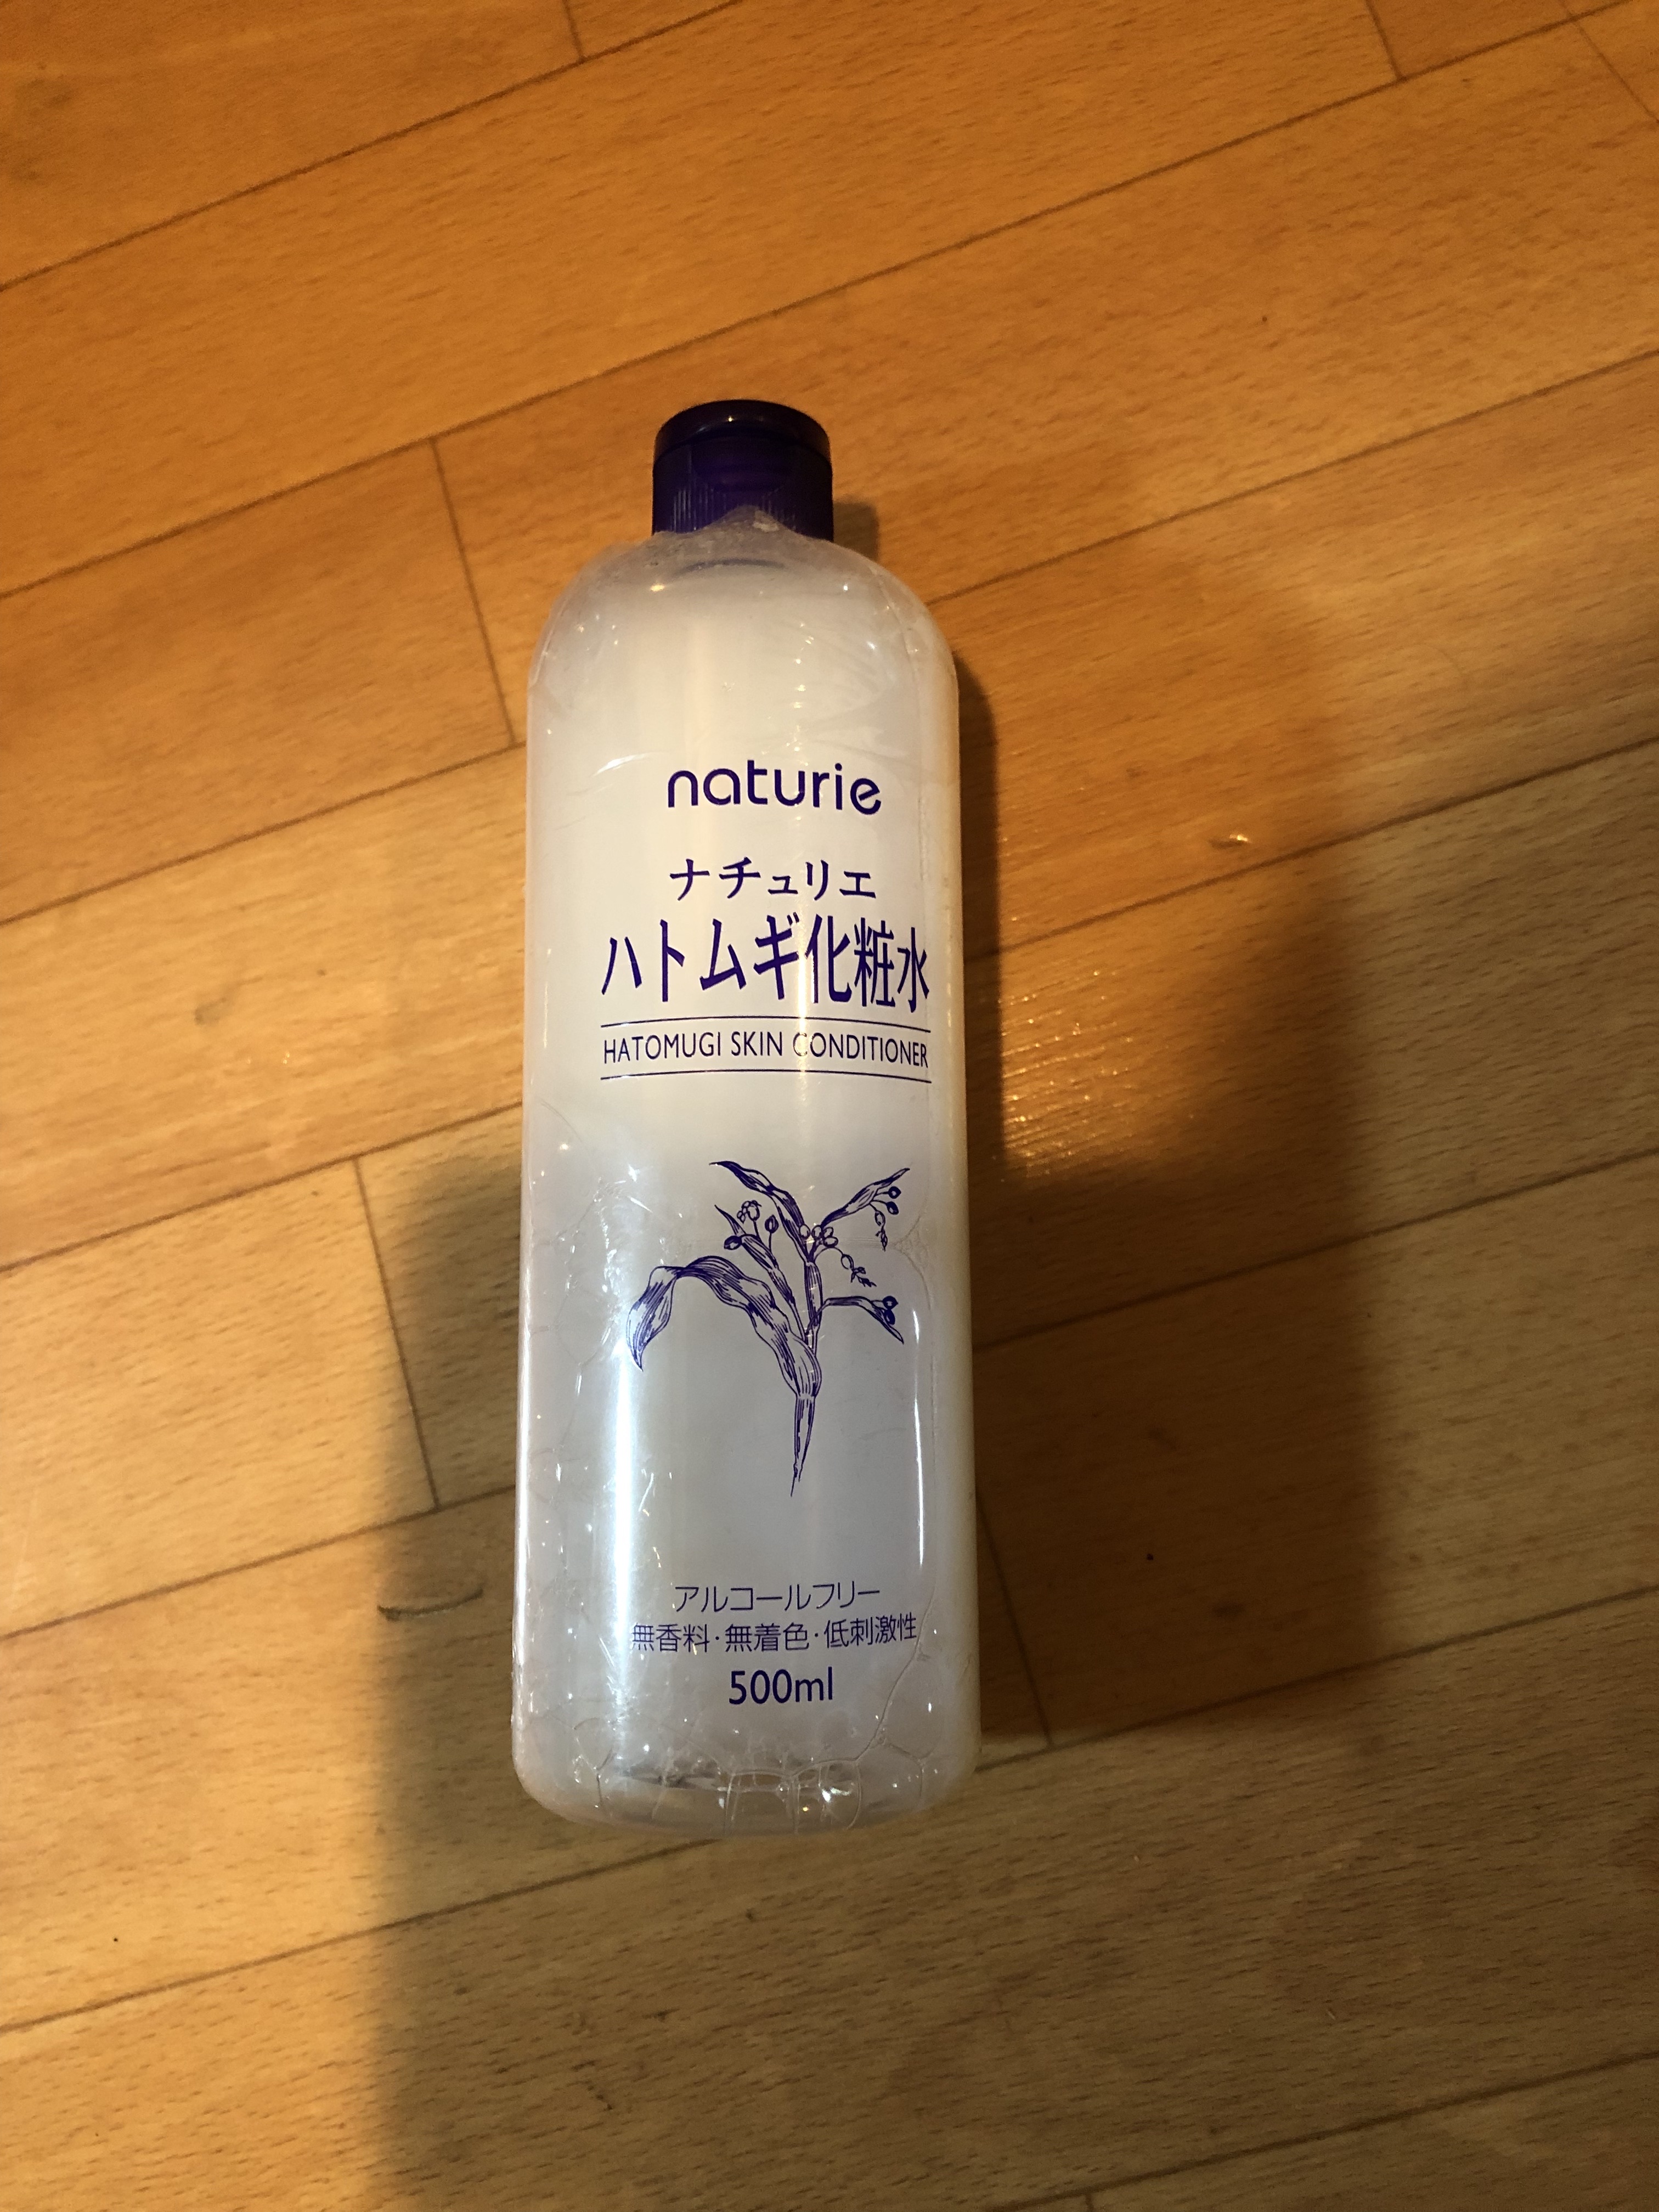 naturie
ナチュリエ
ハトムギ化粧水
HATOMUGI SKIN CONDITIONER
アルコールフリー
無香料・無着色・低刺激性
500ml